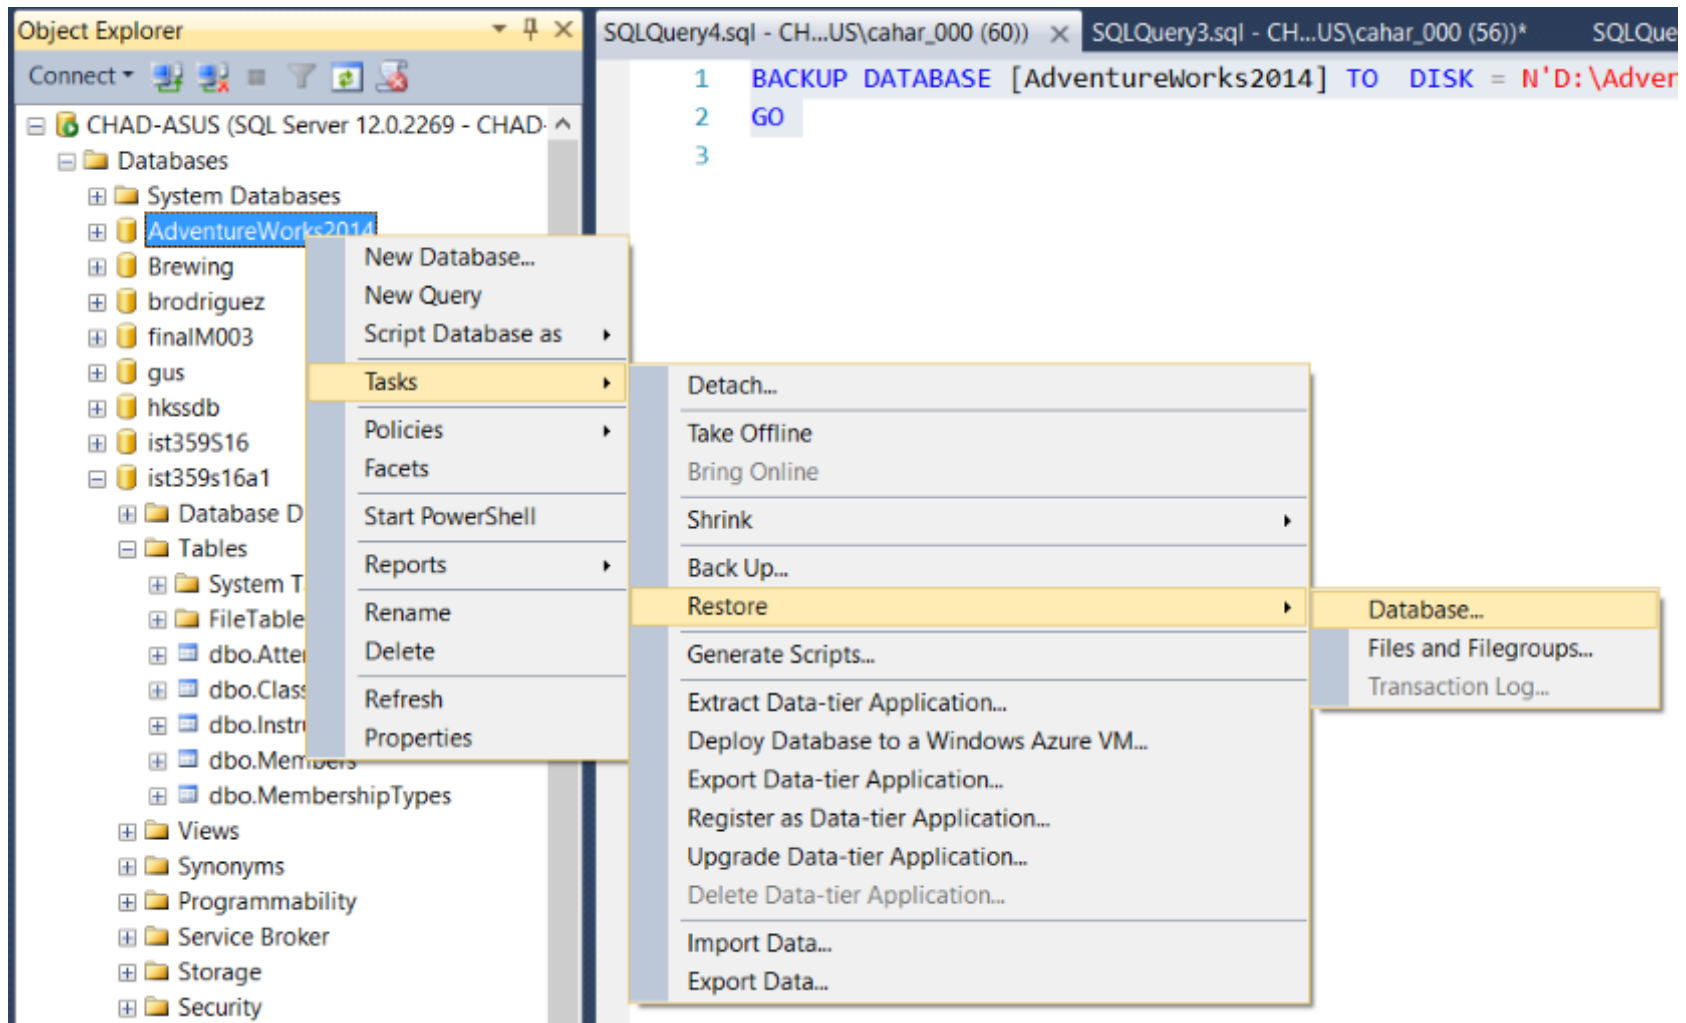 Object Explorer
Connect
CHAD-ASUS (SQL Server 12.0.2269 - CHAD-
Databases
System Databases
AdventureWorks2014
Brewing
brodriguez
finalM003
gus
hkssdb
ist359S16
ist359s16a1
Database D
Tables
System T
FileTable
dbo.Atte
dbo.Class
dbo.Instru
dbo.Members
dbo.MembershipTypes
Views
Synonyms
Programmability
Service Broker
Storage
Security
New Database...
New Query
Script Database as
Tasks
Policies
Facets
Start PowerShell
Reports
Rename
Delete
Refresh
Properties
Detach...
Take Offline
Bring Online
Shrink
Back Up...
Restore
Generate Scripts...
Extract Data-tier Application...
Deploy Database to a Windows Azure VM...
Export Data-tier Application...
Register as Data-tier Application...
Upgrade Data-tier Application...
Delete Data-tier Application...
Import Data...
Export Data...
Database...
Files and Filegroups...
Transaction Log...
SQLQuery4.sql - CH...US\cahar_000 (60)) SQLQuery3.sql - CH...US\cahar_000 (56))* SQLQue
1 BACKUP DATABASE [AdventureWorks2014] TO DISK = N'D:\Adven
2 GO
3